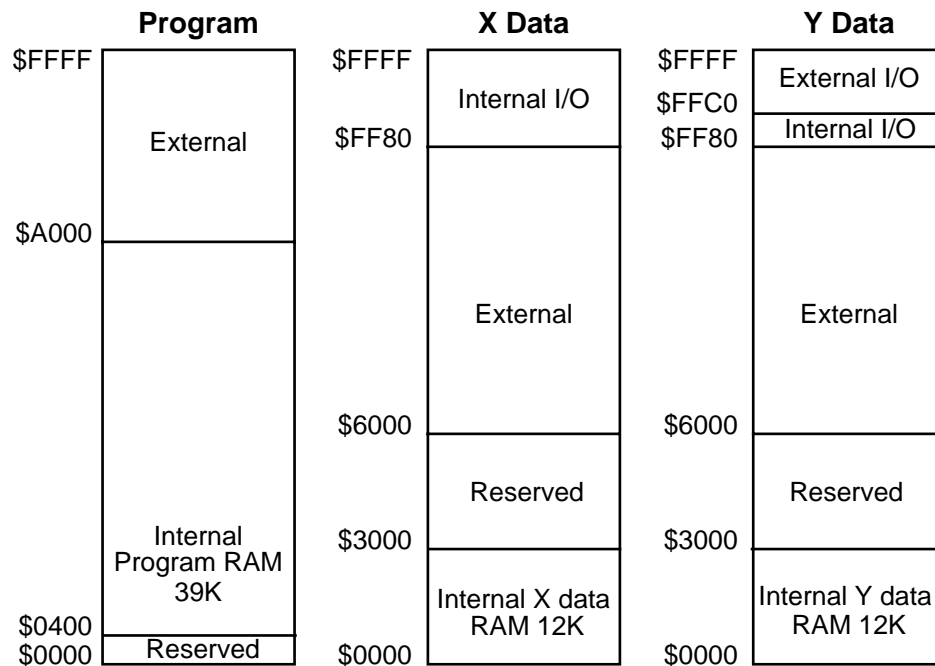 Program
$FFFF
External
$A000
Internal
Program RAM
39K
$0400
Reserved
$0000
X Data
$FFFF
Internal I/O
$FF80
External
$6000
Reserved
$3000
Internal X data
RAM 12K
$0000
Y Data
$FFFF
External I/O
$FFC0
Internal I/O
$FF80
External
$6000
Reserved
$3000
Internal Y data
RAM 12K
$0000